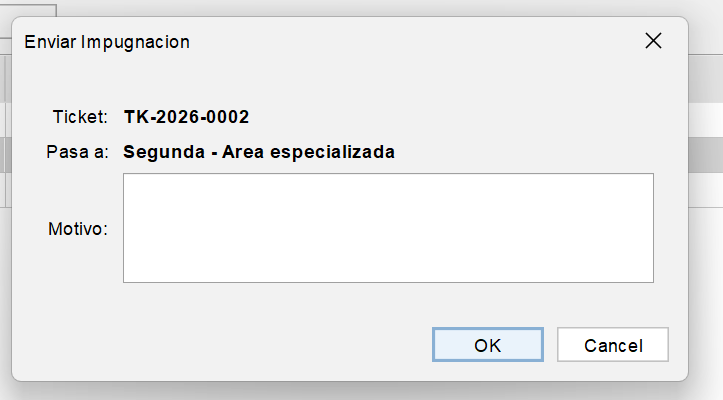 Enviar Impugnacion
Ticket: TK-2026-0002
Pasa a: Segunda - Area especializada
Motivo:
OK Cancel